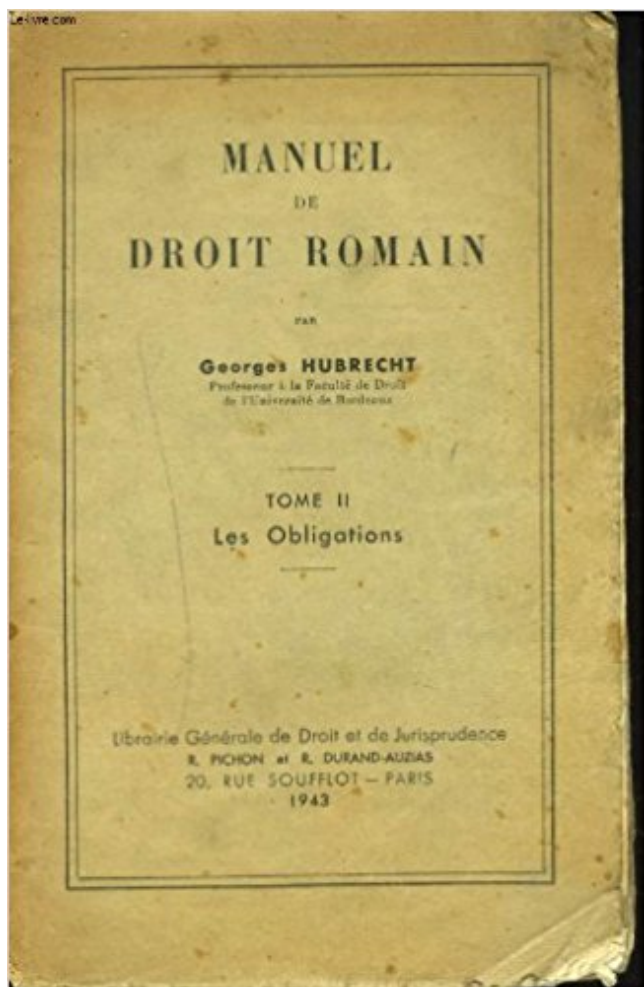 Le-livre.com
MANUEL
DE
DROIT ROMAIN
PAR
Georges HUBRECHT
Professeur à la Faculté de Droit
de l'Université de Bordeaux
TOME II
Les Obligations
Librairie Générale de Droit et de Jurisprudence
R. PICHON et R. DURAND-AUZIAS
20, RUE SOUFFLOT — PARIS
1943